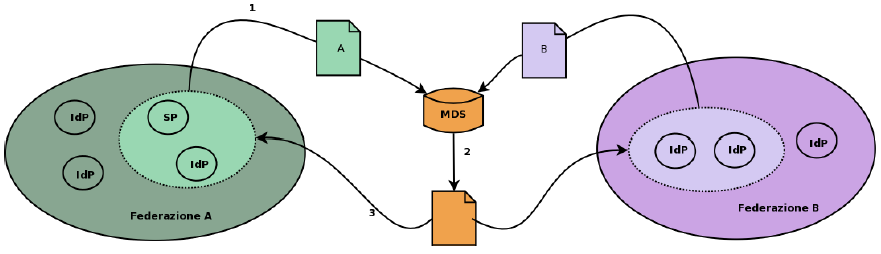 1
A
B
MDS
IdP
SP
IdP
IdP
IdP
IdP
IdP
2
Federazione A
Federazione B
3